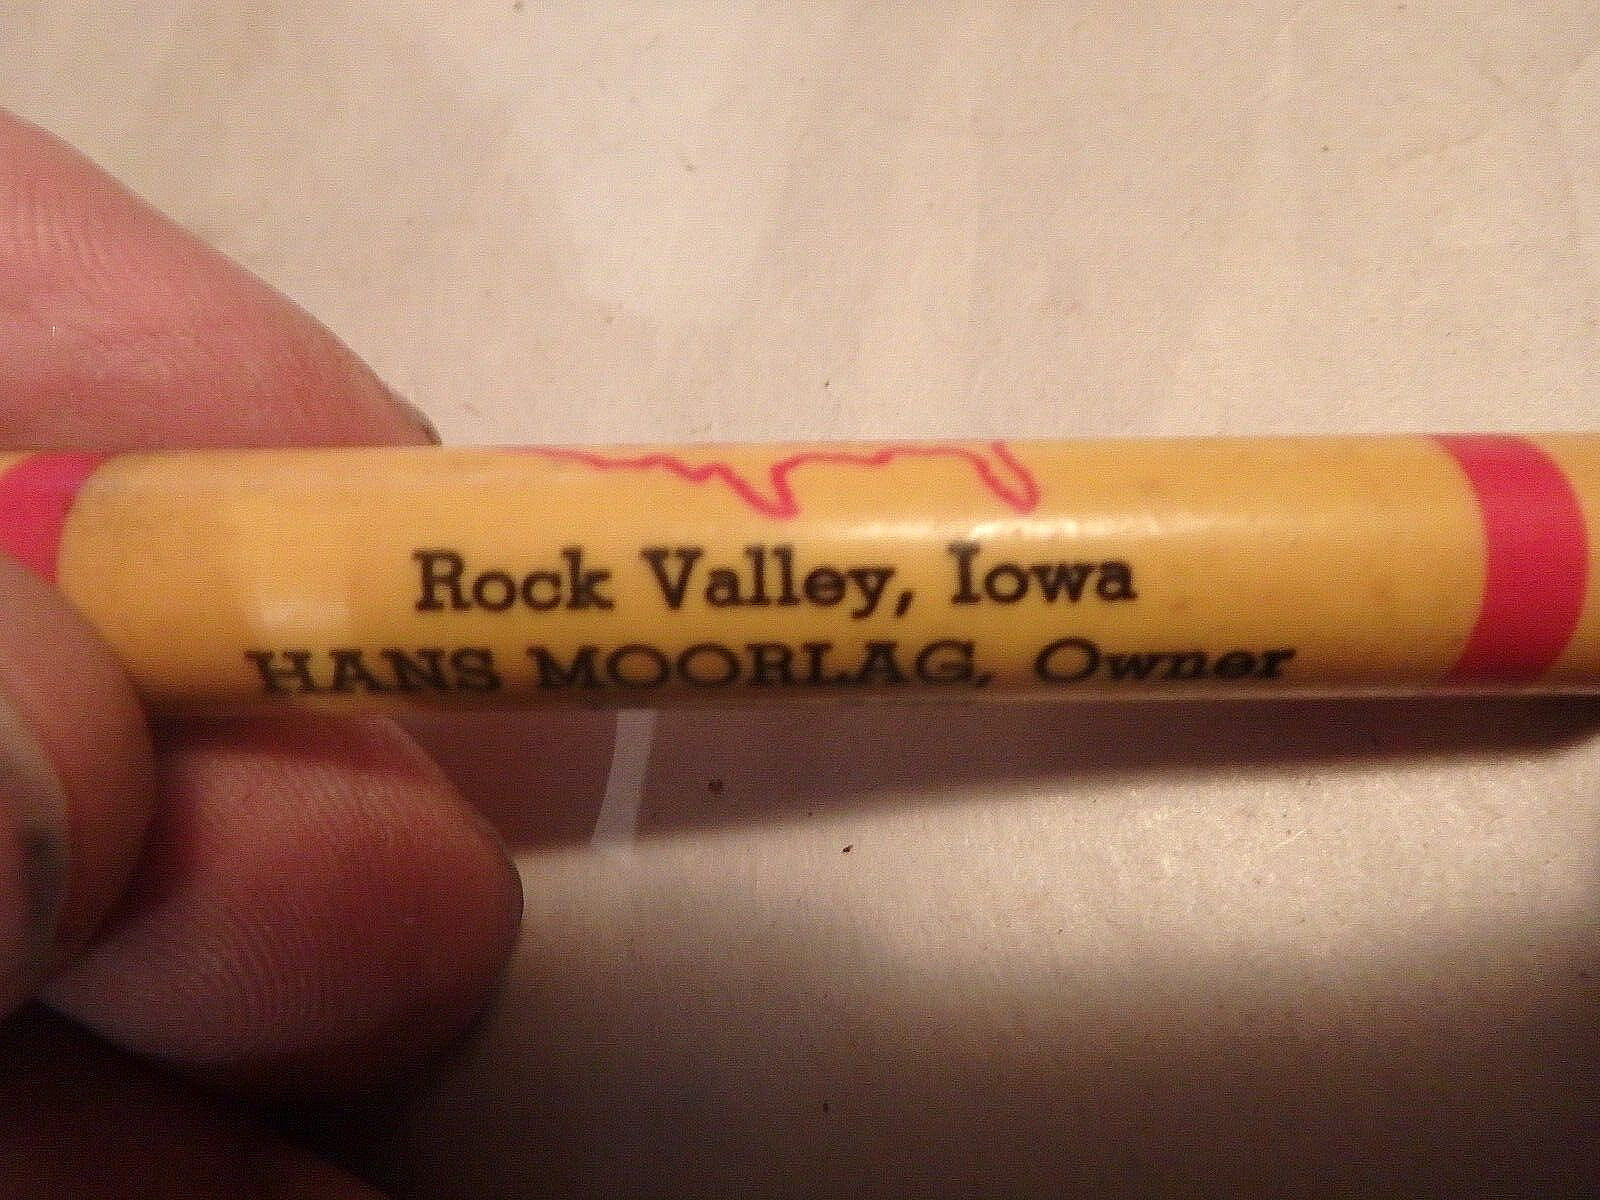 Rock Valley, Iowa
HANS MOORLAG, Owner